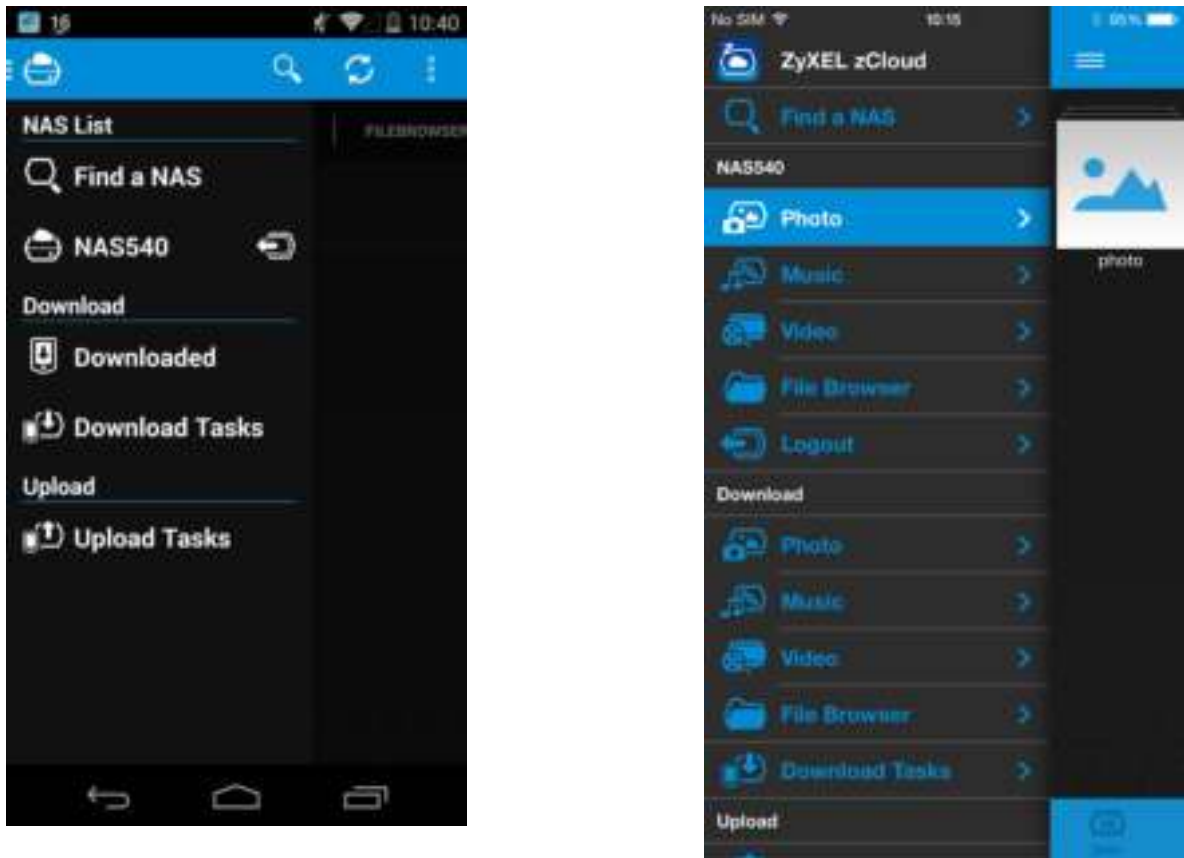 16 10:40
NAS List
FILEBROWSER
Find a NAS
NAS540
Download
Downloaded
Download Tasks
Upload
Upload Tasks
No SIM 10:15
ZyXEL zCloud
Find a NAS
NAS540
Photo
photo
Music
Video
File Browser
Logout
Download
Photo
Music
Video
File Browser
Download Tasks
Upload